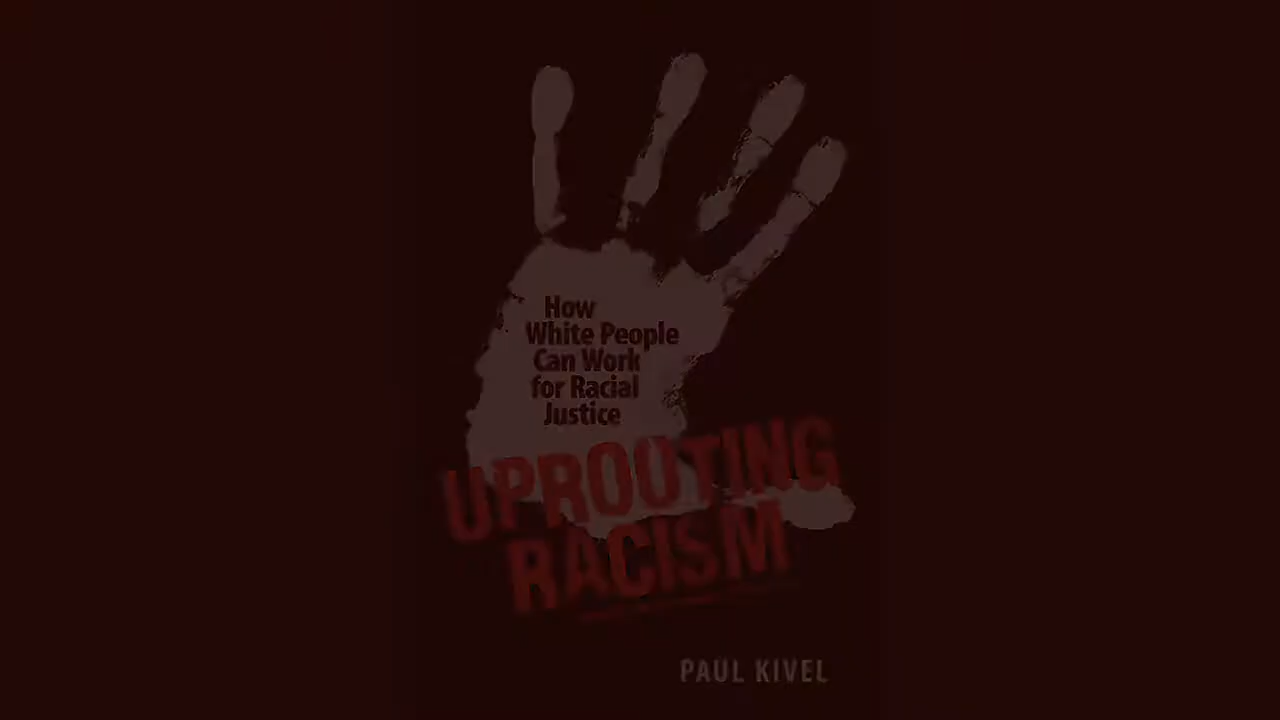 How
White People
Can Work
for Racial
Justice
UPROOTING
RACISM
PAUL KIVEL